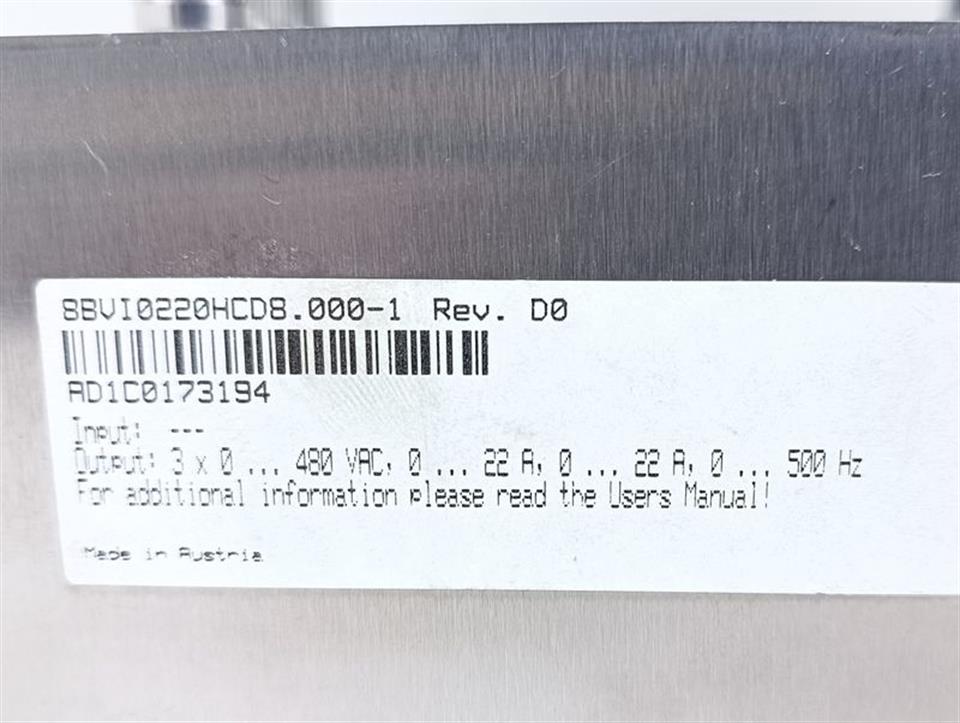 8BVI0220HCD8.000-1 Rev. D0
AD1C0173194
Input: ---
Output: 3 x 0 ... 480 VAC, 0 ... 22 A, 0 ... 22 A, 0 ... 500 Hz
For additional information please read the Users Manual!
Made in Austria